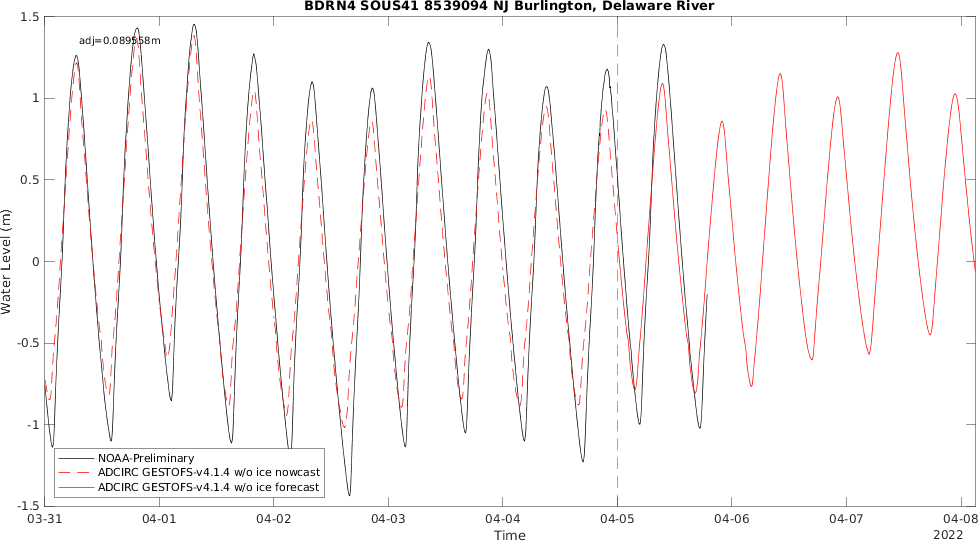 BDRN4 SOUS41 8539094 NJ Burlington, Delaware River
adj=0.089558m
1.5
1
0.5
0
-0.5
-1
-1.5
Water Level (m)
NOAA-Preliminary
ADCIRC GESTOFS-v4.1.4 w/o ice nowcast
ADCIRC GESTOFS-v4.1.4 w/o ice forecast
03-31 04-01 04-02 04-03 04-04 04-05 04-06 04-07 04-08
Time 2022